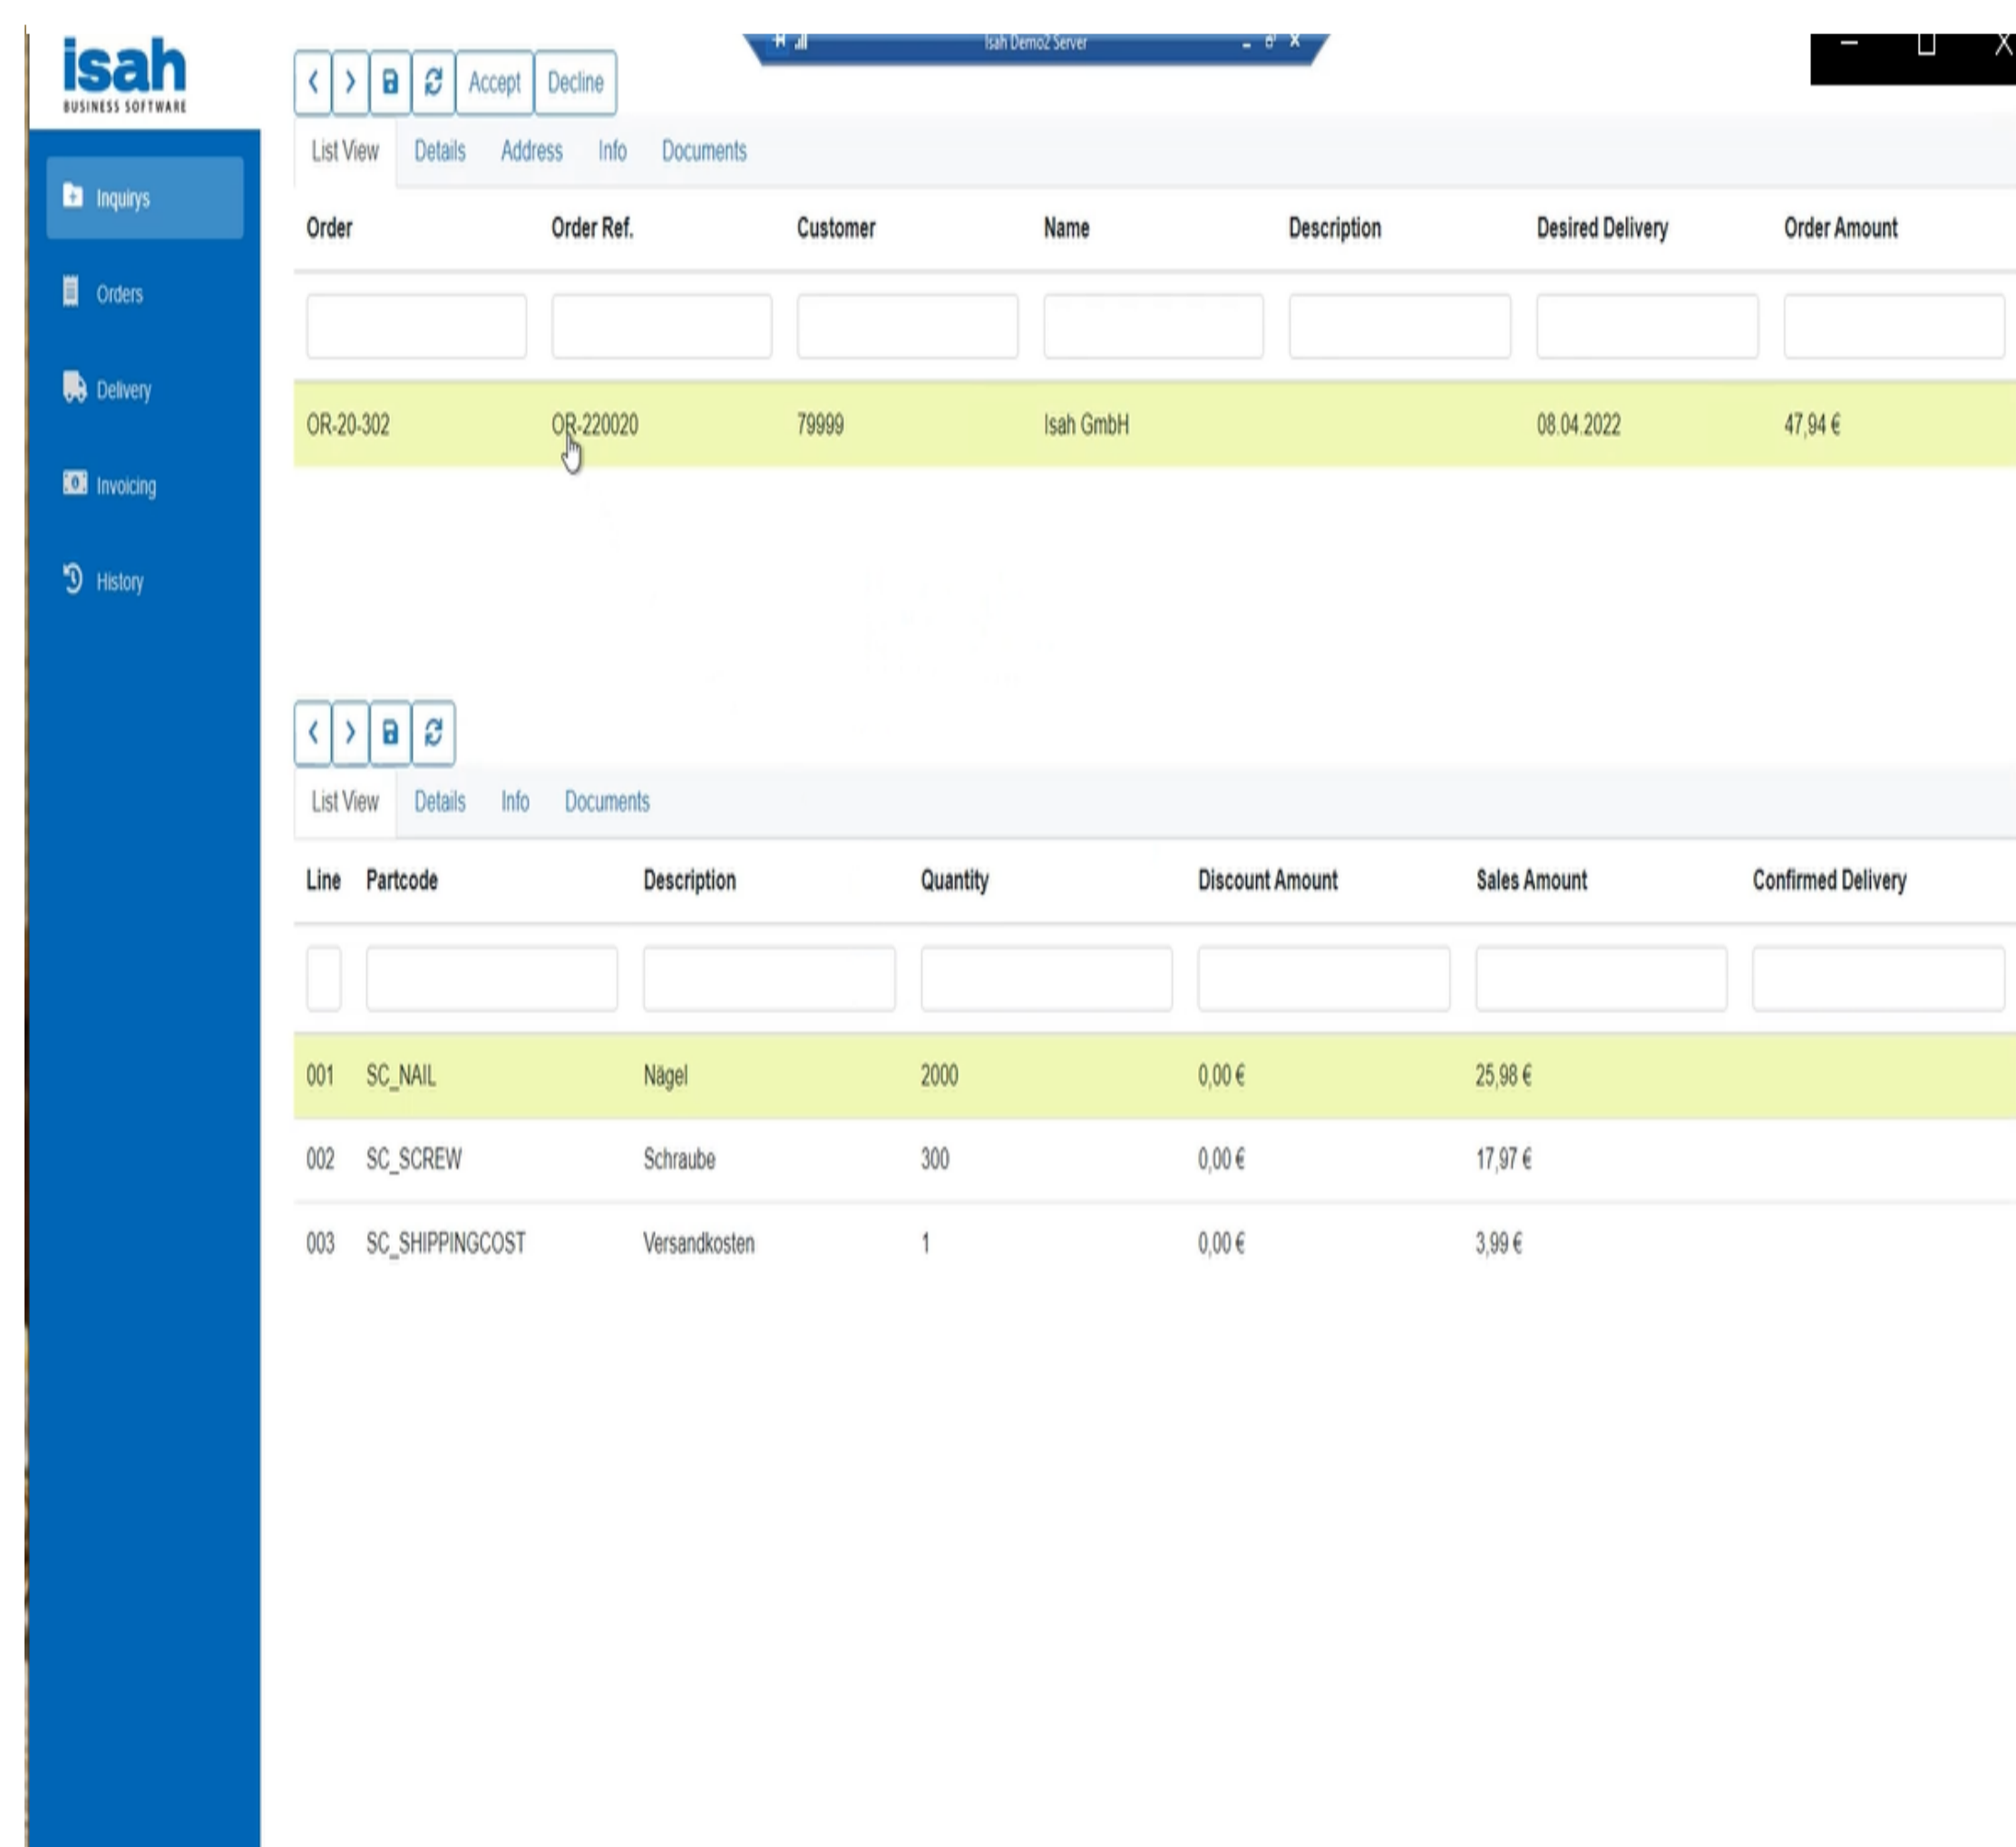 isah
BUSINESS SOFTWARE
Isah Demo2 Server
Accept Decline
List View Details Address Info Documents
Inquirys
Orders
Delivery
Invoicing
History
Order Order Ref. Customer Name Description Desired Delivery Order Amount
OR-20-302 OR-220020 79999 Isah GmbH 08.04.2022 47,94 €
List View Details Info Documents
Line Partcode Description Quantity Discount Amount Sales Amount Confirmed Delivery
001 SC_NAIL Nägel 2000 0,00 € 25,98 €
002 SC_SCREW Schraube 300 0,00 € 17,97 €
003 SC_SHIPPINGCOST Versandkosten 1 0,00 € 3,99 €